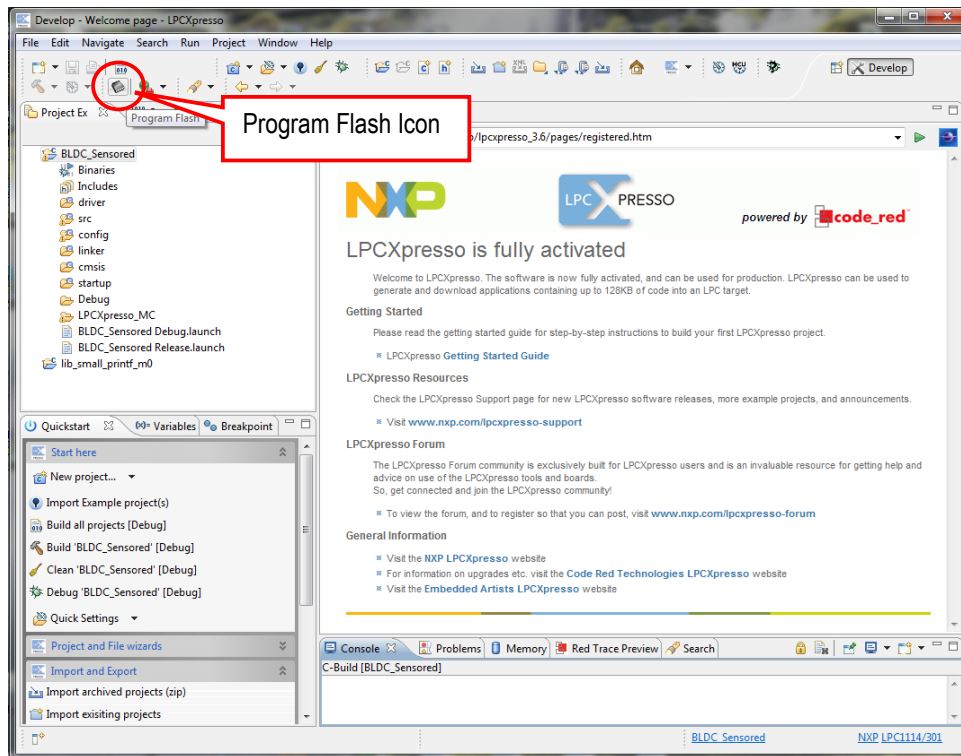 Develop - Welcome page - LPCXpresso
File Edit Navigate Search Run Project Window Help
Develop
Project Ex
Program Flash
Program Flash Icon
/lpcxpresso_3.6/pages/registered.htm
BLDC_Sensored
Binaries
Includes
driver
src
config
linker
cmsis
startup
Debug
LPCXpresso_MC
BLDC_Sensored Debug.launch
BLDC_Sensored Release.launch
lib_small_printf_m0
NXP
LPC XPRESSO
powered by code_red
LPCXpresso is fully activated
Welcome to LPCXpresso. The software is now fully activated, and can be used for production. LPCXpresso can be used to
generate and download applications containing up to 128KB of code into an LPC target.
Getting Started
Please read the getting started guide for step-by-step instructions to build your first LPCXpresso project.
LPCXpresso Getting Started Guide
LPCXpresso Resources
Check the LPCXpresso Support page for new LPCXpresso software releases, more example projects, and announcements.
Visit www.nxp.com/lpcxpresso-support
LPCXpresso Forum
The LPCXpresso Forum community is exclusively built for LPCXpresso users and is an invaluable resource for getting help and
advice on use of the LPCXpresso tools and boards.
So, get connected and join the LPCXpresso community!
To view the forum, and to register so that you can post, visit www.nxp.com/lpcxpresso-forum
General Information
Visit the NXP LPCXpresso website
For information on upgrades etc. visit the Code Red Technologies LPCXpresso website
Visit the Embedded Artists LPCXpresso website
Quickstart (x)= Variables Breakpoint
Start here
New project...
Import Example project(s)
Build all projects [Debug]
Build 'BLDC_Sensored' [Debug]
Clean 'BLDC_Sensored' [Debug]
Debug 'BLDC_Sensored' [Debug]
Quick Settings
Project and File wizards
Import and Export
Import archived projects (zip)
Import exisiting projects
Console Problems Memory Red Trace Preview Search
C-Build [BLDC_Sensored]
BLDC_Sensored NXP LPC1114/301